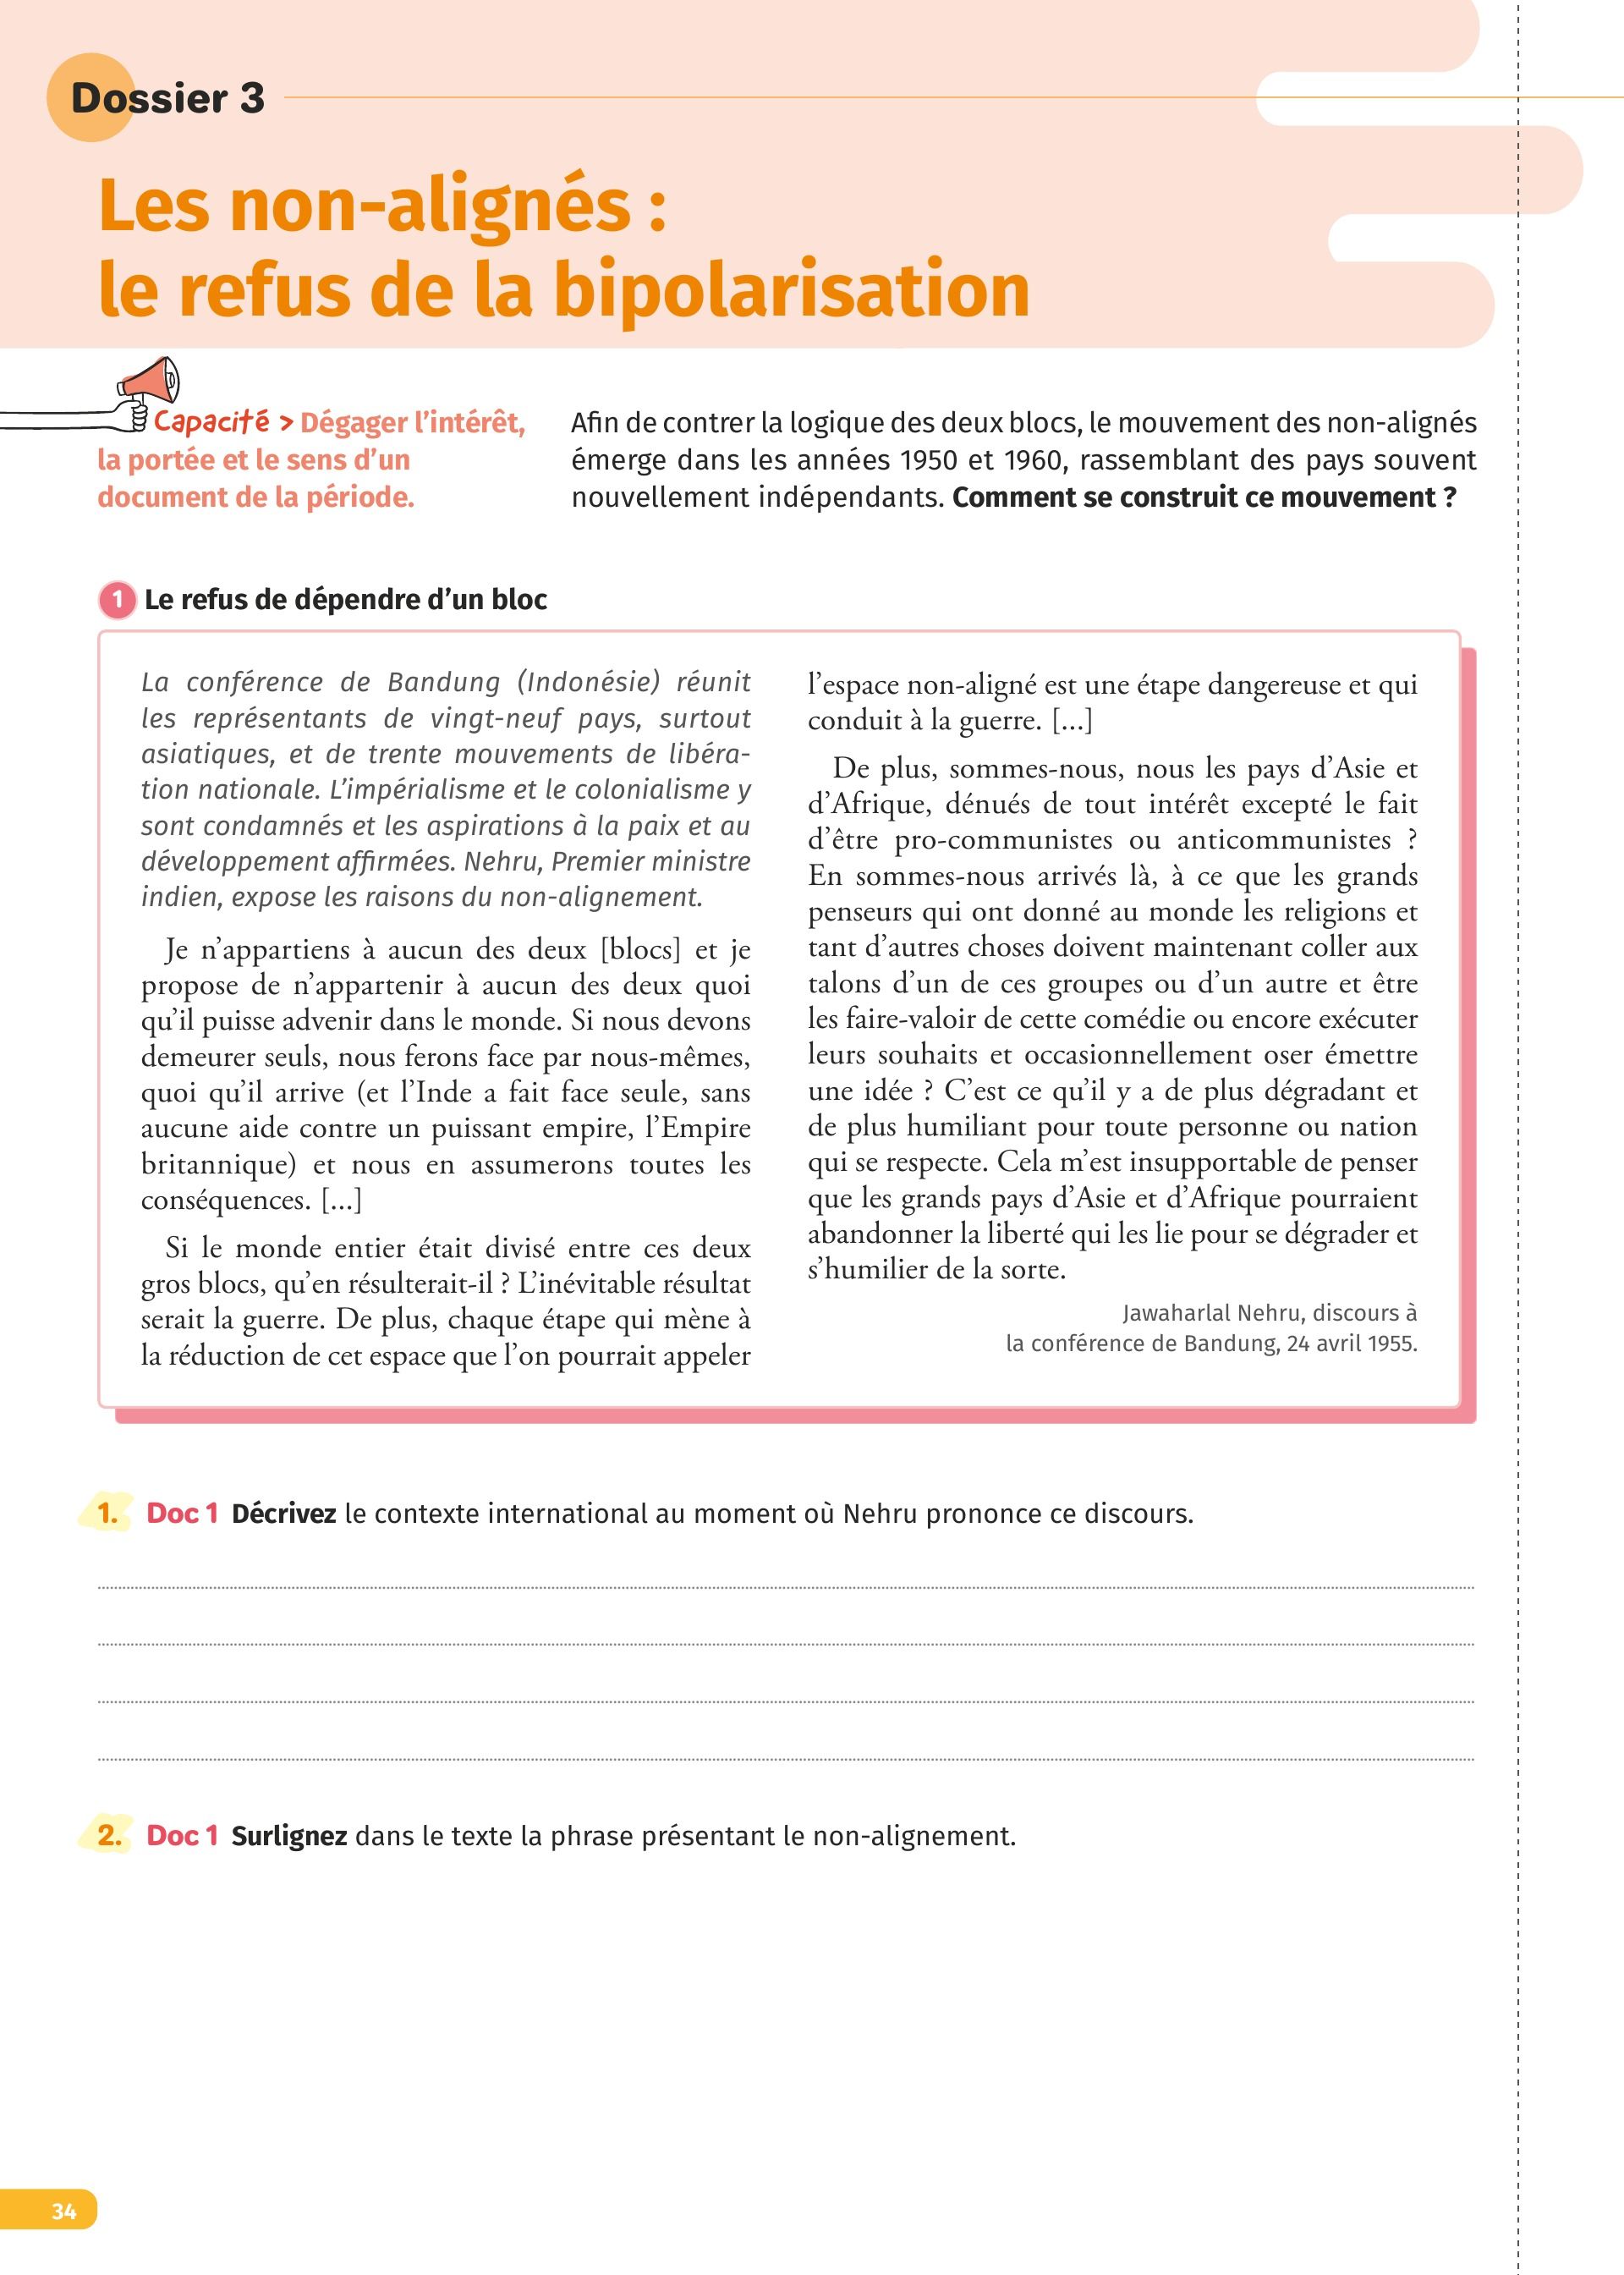 Dossier 3
Les non-alignés :
le refus de la bipolarisation
Capacité > Dégager l'intérêt,
la portée et le sens d'un
document de la période.
Afin de contrer la logique des deux blocs, le mouvement des non-alignés
émerge dans les années 1950 et 1960, rassemblant des pays souvent
nouvellement indépendants. Comment se construit ce mouvement ?
1 Le refus de dépendre d'un bloc
La conférence de Bandung (Indonésie) réunit
les représentants de vingt-neuf pays, surtout
asiatiques, et de trente mouvements de libéra-
tion nationale. L'impérialisme et le colonialisme y
sont condamnés et les aspirations à la paix et au
développement affirmées. Nehru, Premier ministre
indien, expose les raisons du non-alignement.
Je n'appartiens à aucun des deux [blocs] et je
propose de n'appartenir à aucun des deux quoi
qu'il puisse advenir dans le monde. Si nous devons
demeurer seuls, nous ferons face par nous-mêmes,
quoi qu'il arrive (et l'Inde a fait face seule, sans
aucune aide contre un puissant empire, l'Empire
britannique) et nous en assumerons toutes les
conséquences. [...]
Si le monde entier était divisé entre ces deux
gros blocs, qu'en résulterait-il ? L'inévitable résultat
serait la guerre. De plus, chaque étape qui mène à
la réduction de cet espace que l'on pourrait appeler
l'espace non-aligné est une étape dangereuse et qui
conduit à la guerre. [...]
De plus, sommes-nous, nous les pays d'Asie et
d'Afrique, dénués de tout intérêt excepté le fait
d'être pro-communistes ou anticommunistes ?
En sommes-nous arrivés là, à ce que les grands
penseurs qui ont donné au monde les religions et
tant d'autres choses doivent maintenant coller aux
talons d'un de ces groupes ou d'un autre et être
les faire-valoir de cette comédie ou encore exécuter
leurs souhaits et occasionnellement oser émettre
une idée ? C'est ce qu'il y a de plus dégradant et
de plus humiliant pour toute personne ou nation
qui se respecte. Cela m'est insupportable de penser
que les grands pays d'Asie et d'Afrique pourraient
abandonner la liberté qui les lie pour se dégrader et
s'humilier de la sorte.
Jawaharlal Nehru, discours à
la conférence de Bandung, 24 avril 1955.
1. Doc 1 Décrivez le contexte international au moment où Nehru prononce ce discours.
2. Doc 1 Surlignez dans le texte la phrase présentant le non-alignement.
34